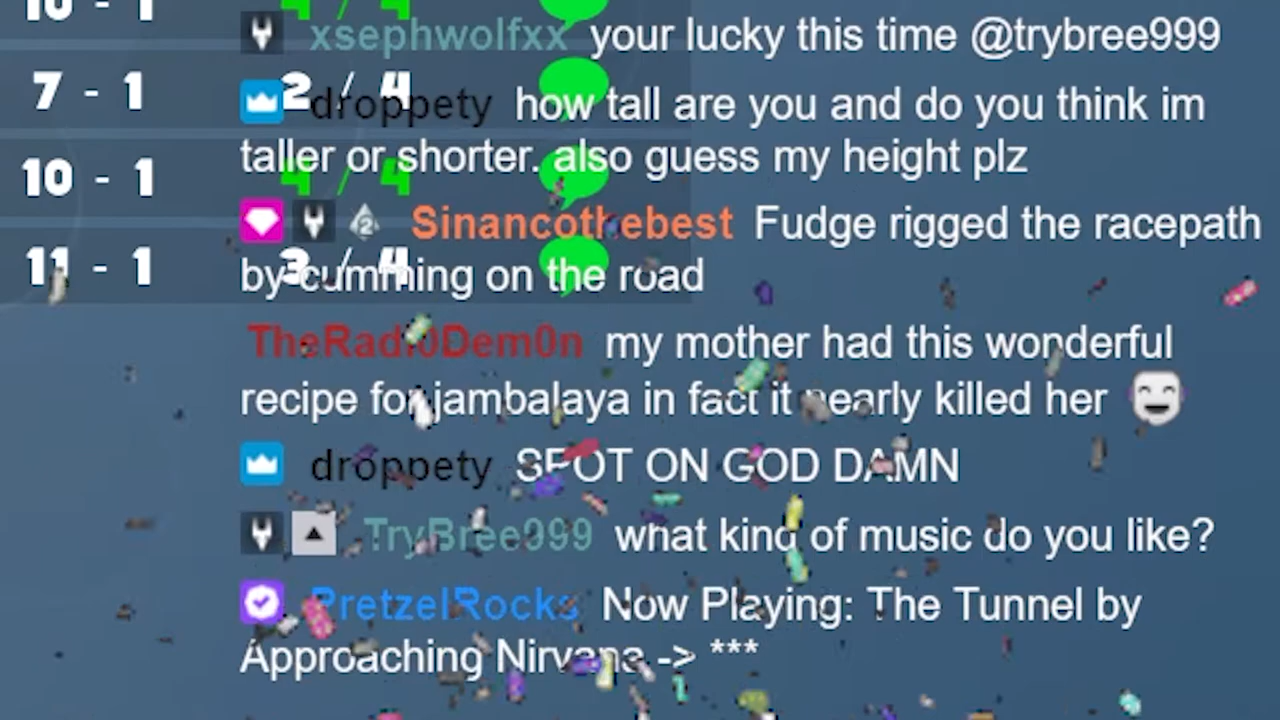 10 - 1 4 / 4
xsephwolfxx your lucky this time @trybree999
7 - 1 2 / 4
droppety how tall are you and do you think im
taller or shorter. also guess my height plz
10 - 1 4 / 4
Sinancothebest Fudge rigged the racepath
by cumming on the road
11 - 1 3 / 4
TheRadi0Dem0n my mother had this wonderful
recipe for jambalaya in fact it nearly killed her
droppety SPOT ON GOD DAMN
TryBree999 what kind of music do you like?
PretzelRocks Now Playing: The Tunnel by
Approaching Nirvana -> ***